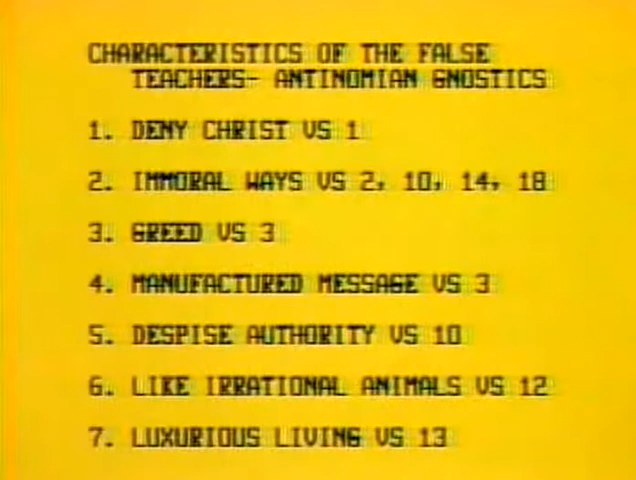 CHARACTERISTICS OF THE FALSE
TEACHERS- ANTINOMIAN GNOSTICS
1. DENY CHRIST VS 1
2. IMMORAL WAYS VS 2, 10, 14, 18
3. GREED VS 3
4. MANUFACTURED MESSAGE VS 3
5. DESPISE AUTHORITY VS 10
6. LIKE IRRATIONAL ANIMALS VS 12
7. LUXURIOUS LIVING VS 13